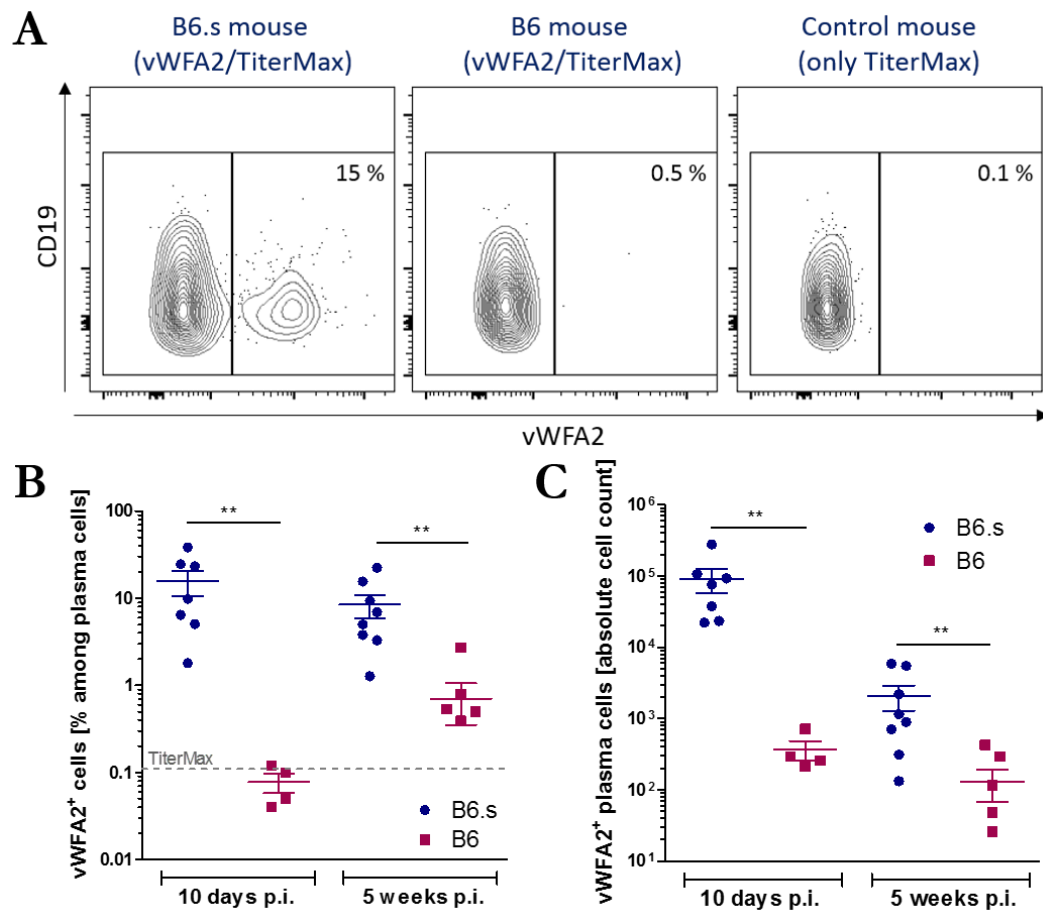 A
B6.s mouse
(vWFA2/TiterMax)
B6 mouse
(vWFA2/TiterMax)
Control mouse
(only TiterMax)
15 %
0.5 %
0.1 %
CD19
vWFA2
B
vWFA2⁺ cells [% among plasma cells]
100
10
1
0.1
0.01
**
**
TiterMax
B6.s
B6
10 days p.i.
5 weeks p.i.
C
vWFA2⁺ plasma cells [absolute cell count]
10⁶
10⁵
10⁴
10³
10²
10¹
**
**
B6.s
B6
10 days p.i.
5 weeks p.i.